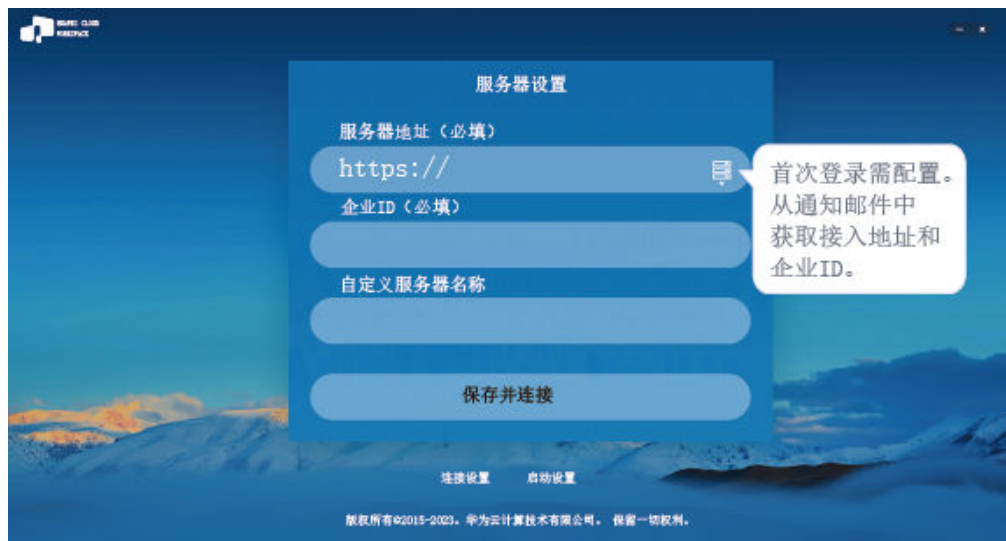 HUAWEI CLOUD
WORKSPACE
服务器设置
服务器地址（必填）
https://
首次登录需配置。
从通知邮件中
获取接入地址和
企业ID。
企业ID（必填）
自定义服务器名称
保存并连接
连接设置 启动设置
版权所有©2015-2023。华为云计算技术有限公司。 保留一切权利。